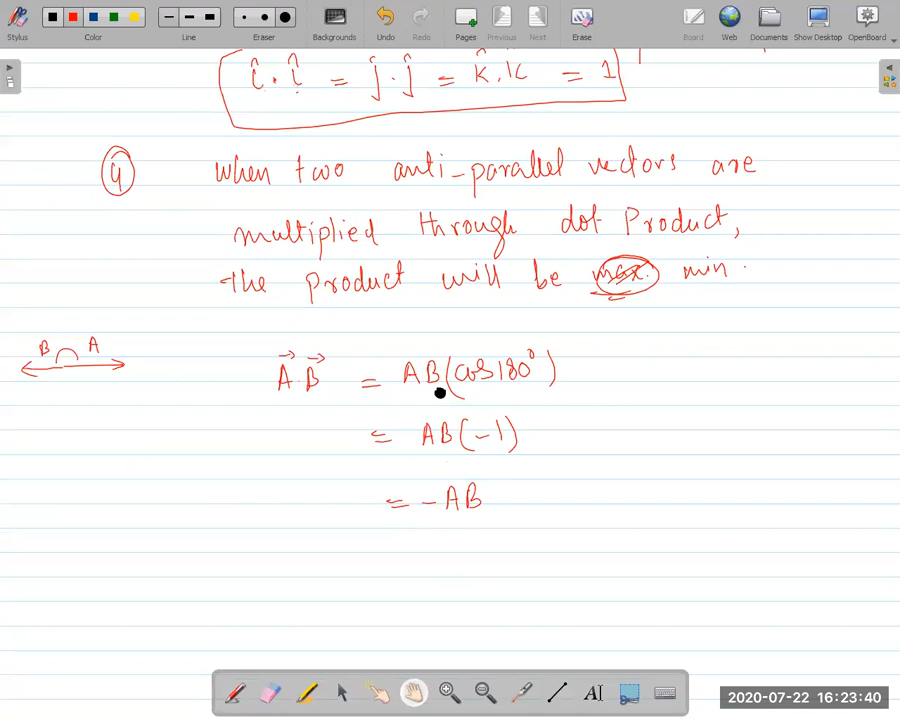 Stylus
Color
Line
Eraser
Backgrounds
Undo
Redo
Pages
Previous
Next
Erase
Board
Web
Documents
Show Desktop
OpenBoard
î · î = ĵ · ĵ = k̂ . k̂ = 1
4 when two anti-parallel vectors are
multiplied through dot Product,
the product will be max. min.
B A
A⃗ · B⃗ = AB(cos180°)
= AB(-1)
= -AB
2020-07-22 16:23:40